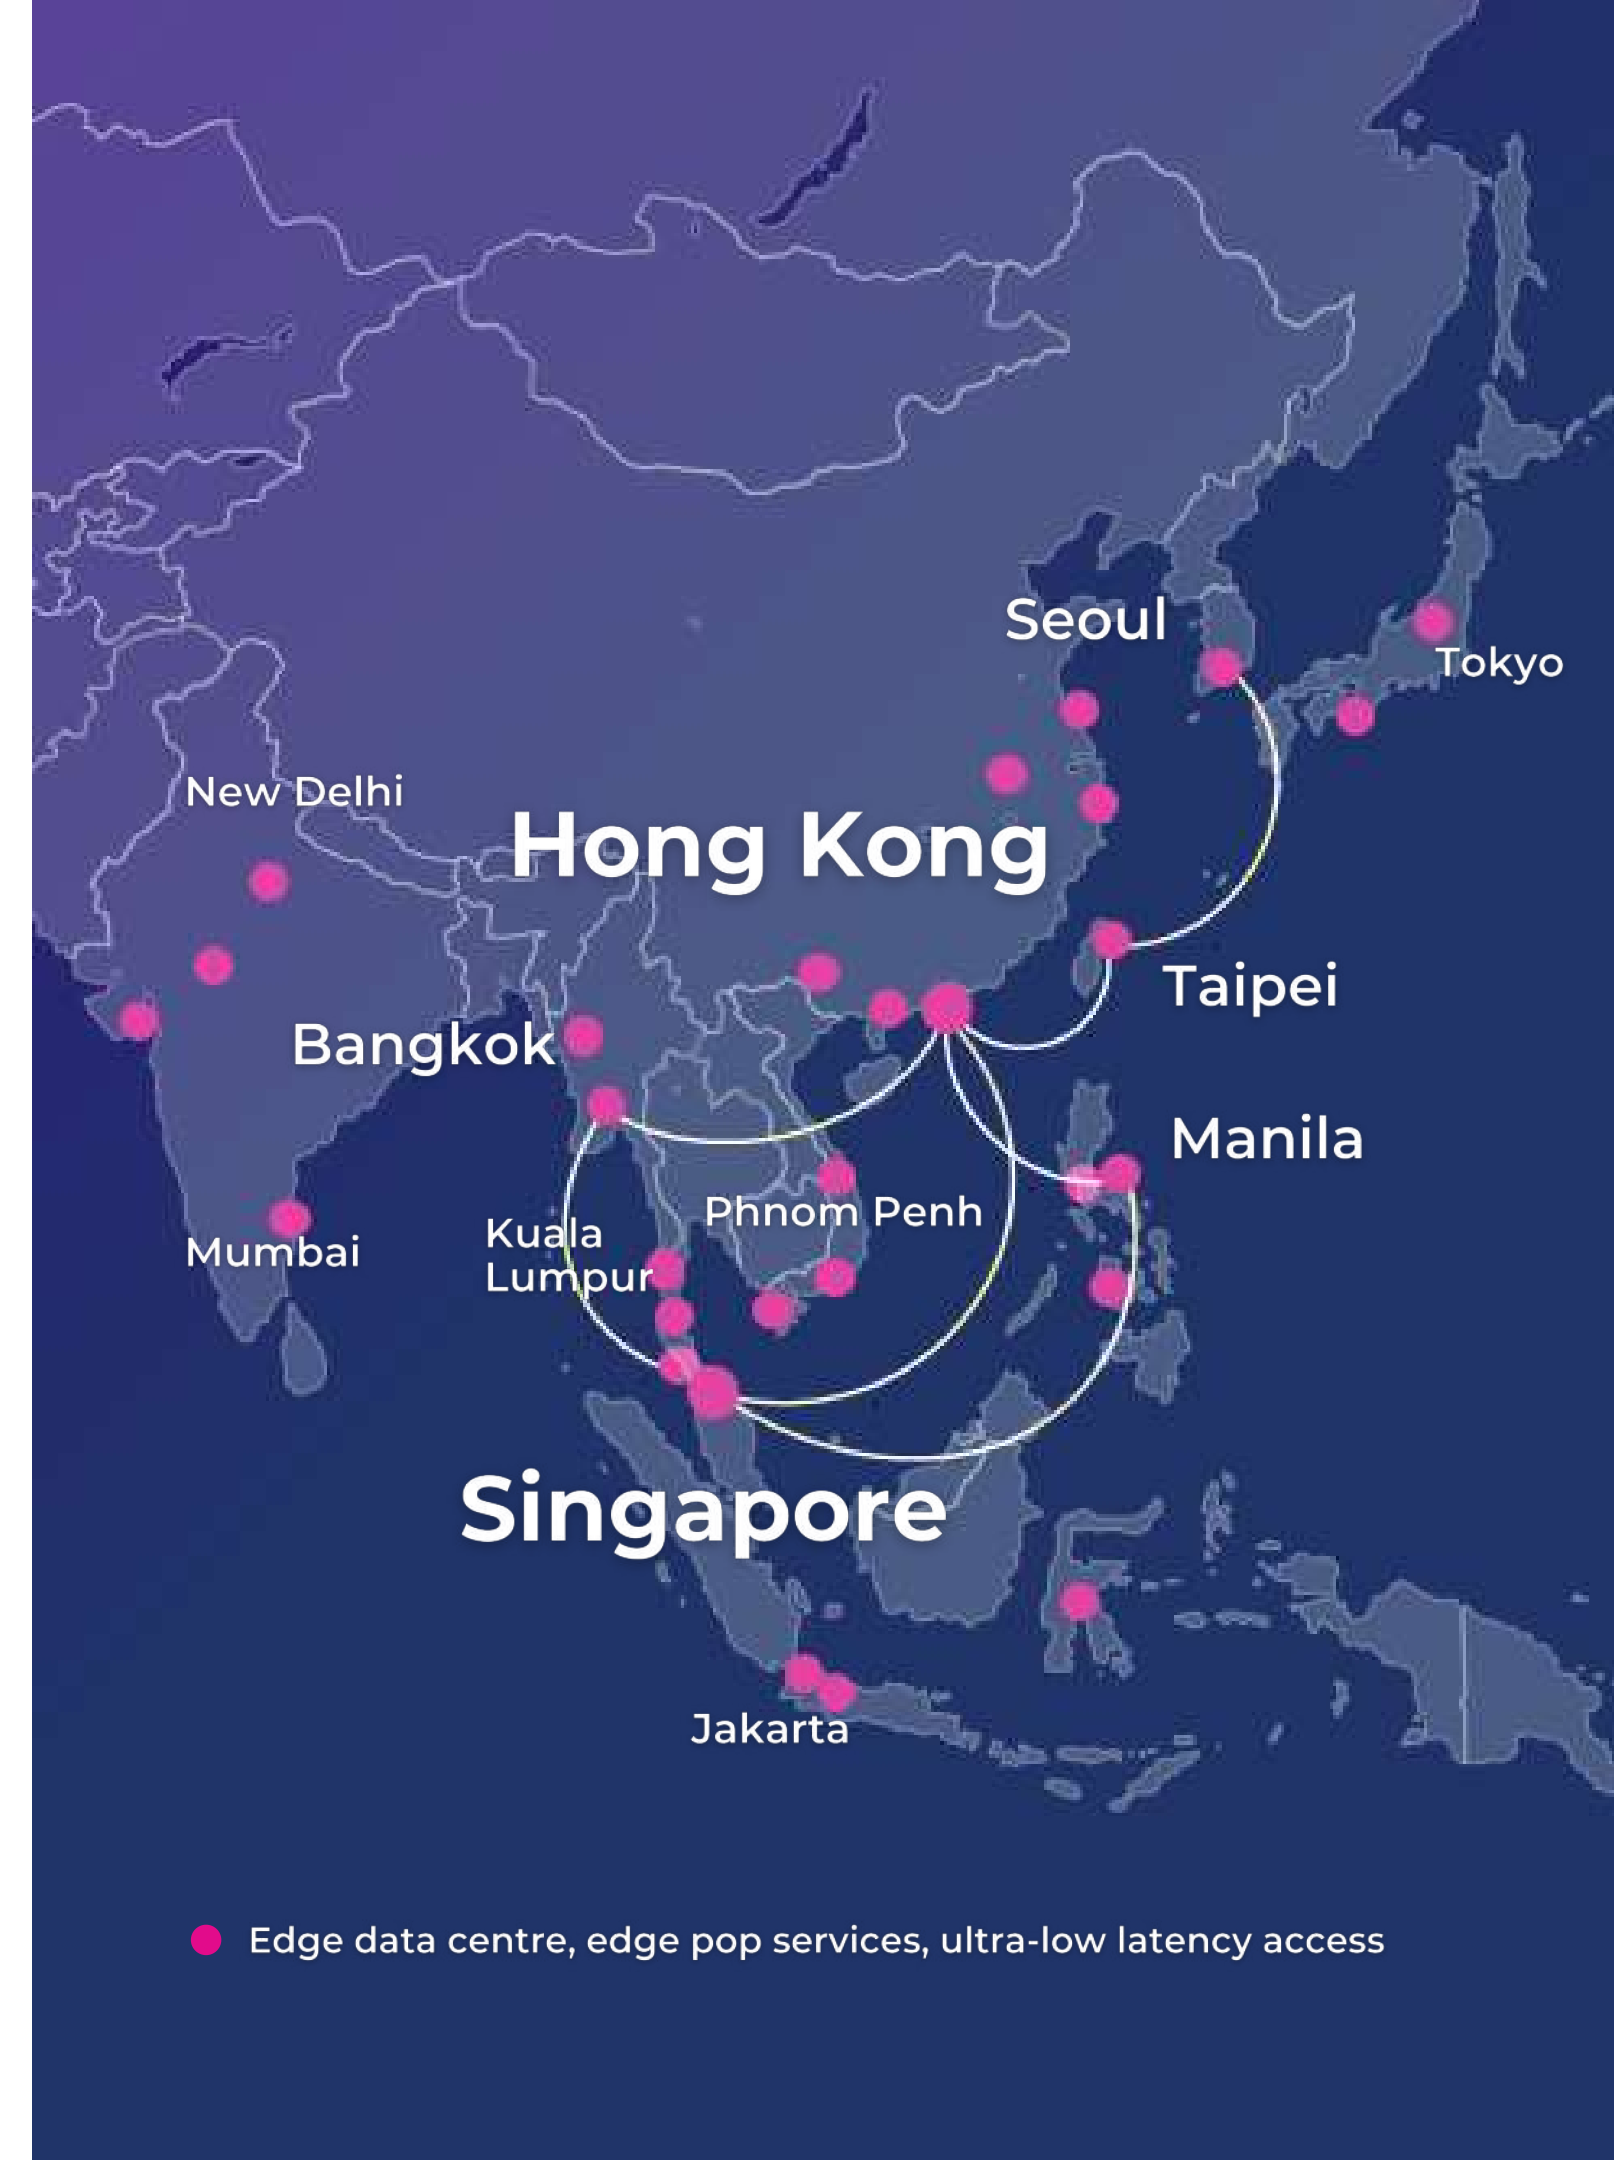 Seoul
Tokyo
New Delhi
Hong Kong
Taipei
Bangkok
Manila
Phnom Penh
Kuala
Lumpur
Mumbai
Singapore
Jakarta
Edge data centre, edge pop services, ultra-low latency access